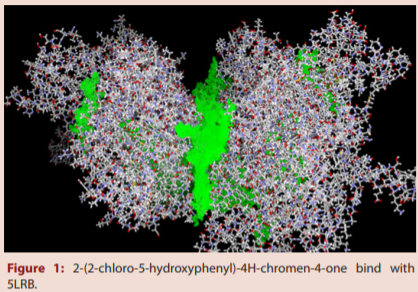 Figure 1: 2-(2-chloro-5-hydroxyphenyl)-4H-chromen-4-one bind with
5LRB.